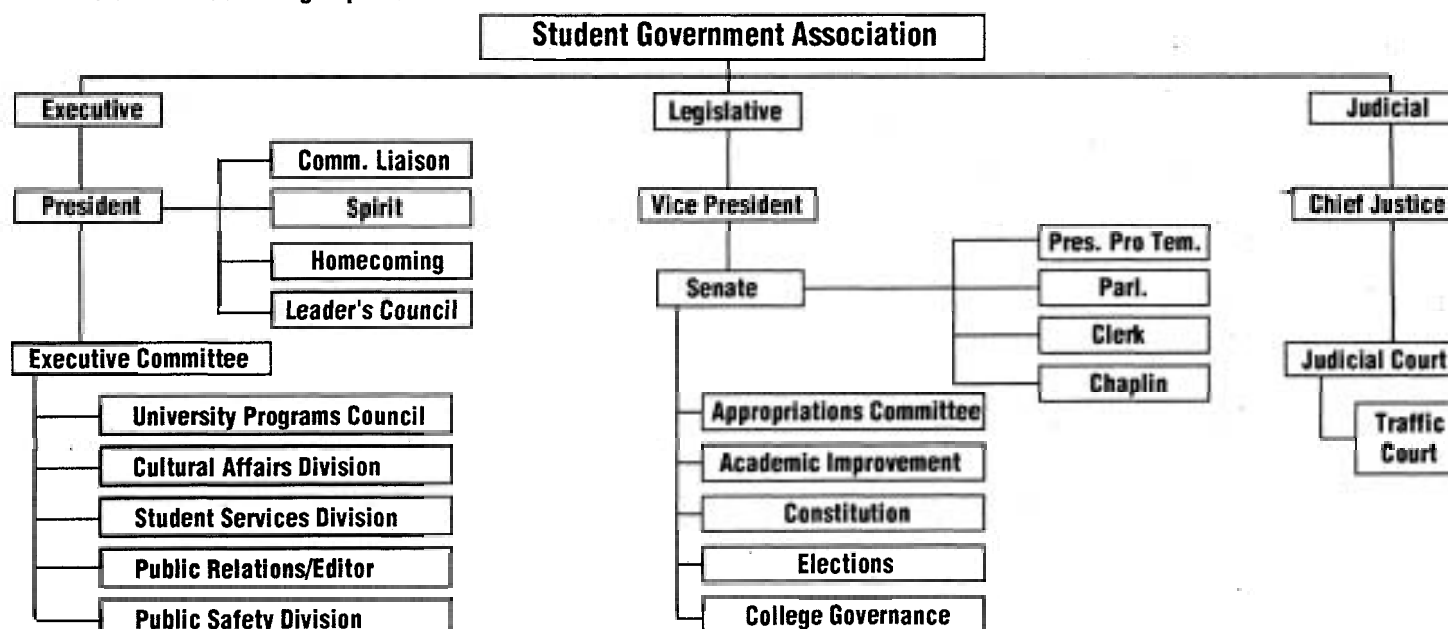 Student Government Association
Executive
Legislative
Judicial
Comm. Liaison
President
Spirit
Vice President
Chief Justice
Homecoming
Pres. Pro Tem.
Senate
Parl.
Leader's Council
Clerk
Executive Committee
Judicial Court
Chaplin
University Programs Council
Appropriations Committee
Traffic
Court
Cultural Affairs Division
Academic Improvement
Student Services Division
Constitution
Public Relations/Editor
Elections
Public Safety Division
College Governance